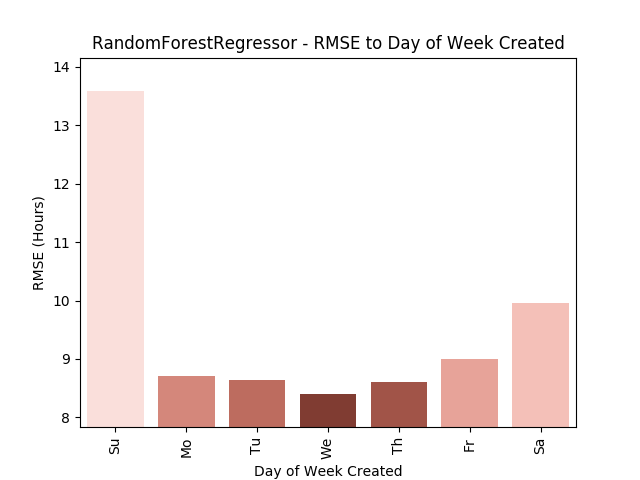 RandomForestRegressor - RMSE to Day of Week Created
14
13
12
11
10
9
8
RMSE (Hours)
Su
Mo
Tu
We
Th
Fr
Sa
Day of Week Created